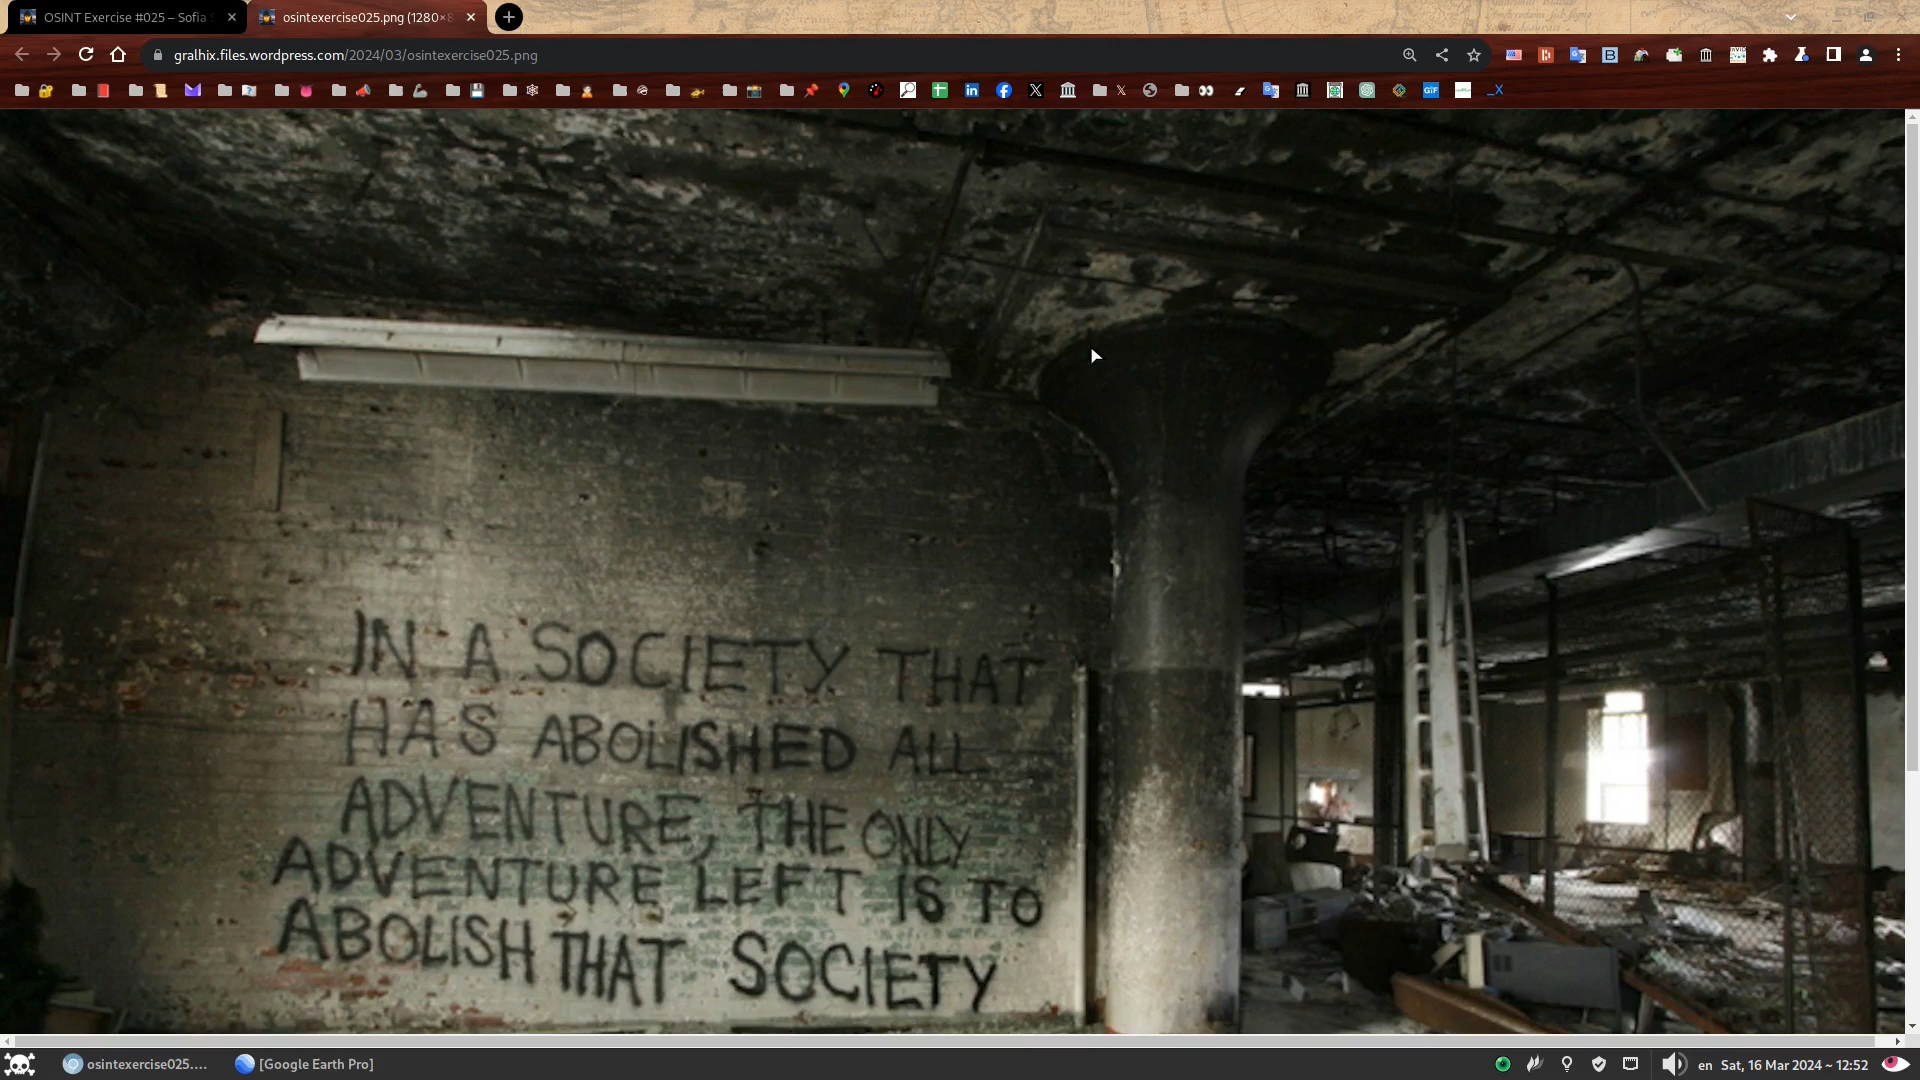 OSINT Exercise #025 – Sofia S
osintexercise025.png (1280×8
gralhix.files.wordpress.com/2024/03/osintexercise025.png
IN A SOCIETY THAT
HAS ABOLISHED ALL
ADVENTURE, THE ONLY
ADVENTURE LEFT IS TO
ABOLISH THAT SOCIETY
osintexercise025....
[Google Earth Pro]
en
Sat, 16 Mar 2024 ~ 12:52